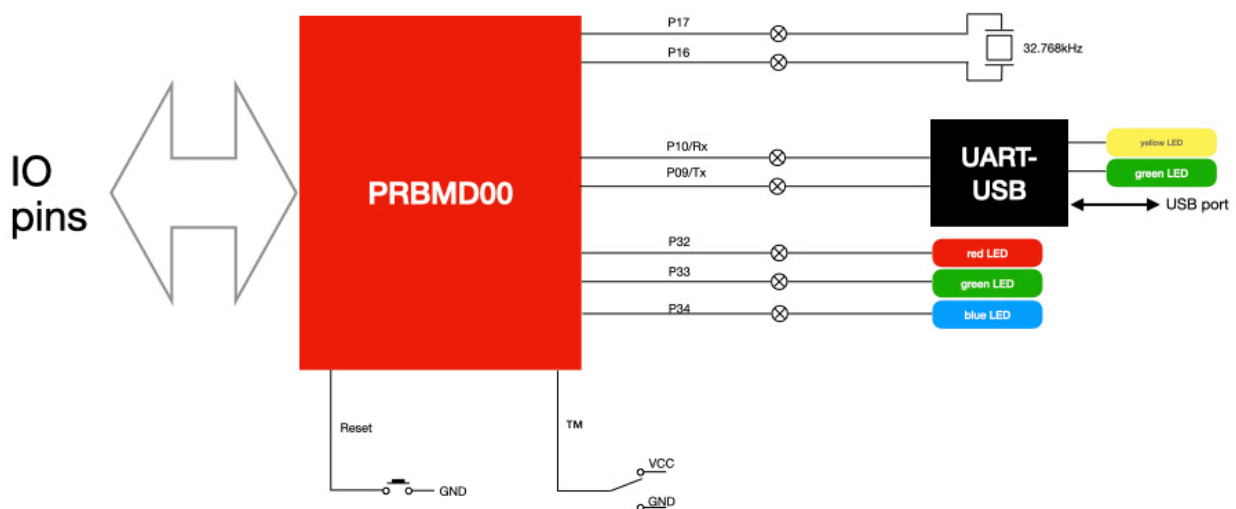 P17
P16
32.768kHz
IO
pins
PRBMD00
P10/Rx
P09/Tx
UART-
USB
yellow LED
green LED
USB port
P32
red LED
P33
green LED
P34
blue LED
Reset
GND
TM
VCC
GND